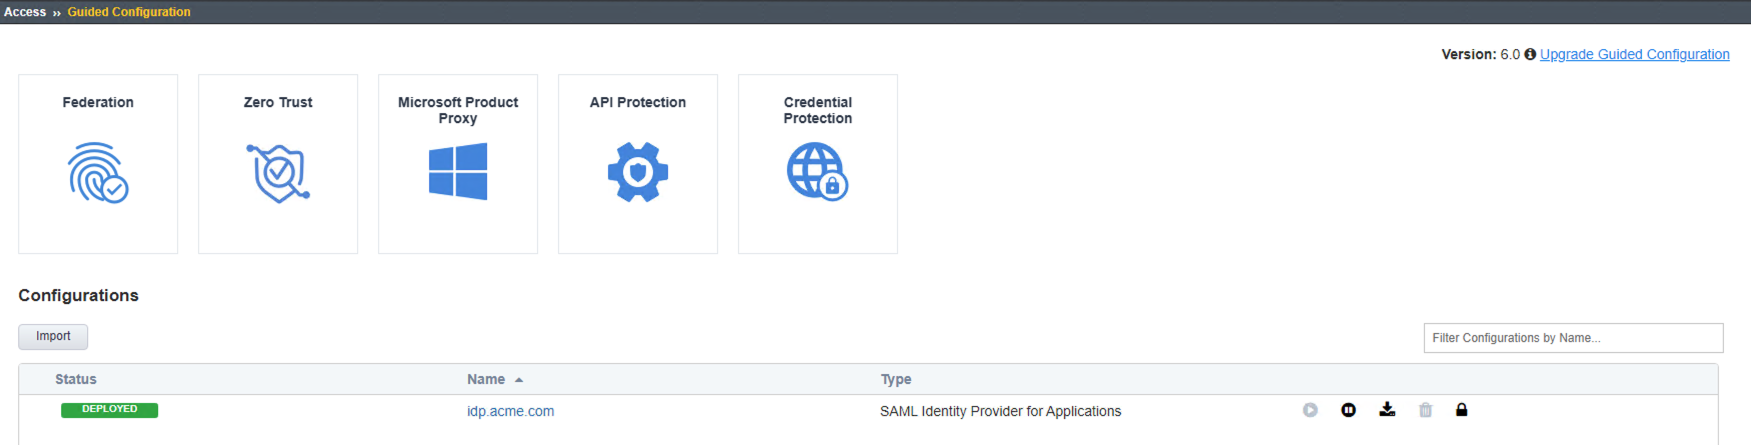 Access ›› Guided Configuration
Version: 6.0 Upgrade Guided Configuration
Federation
Zero Trust
Microsoft Product
Proxy
API Protection
Credential
Protection
Configurations
Import
Filter Configurations by Name...
Status Name Type
DEPLOYED idp.acme.com SAML Identity Provider for Applications